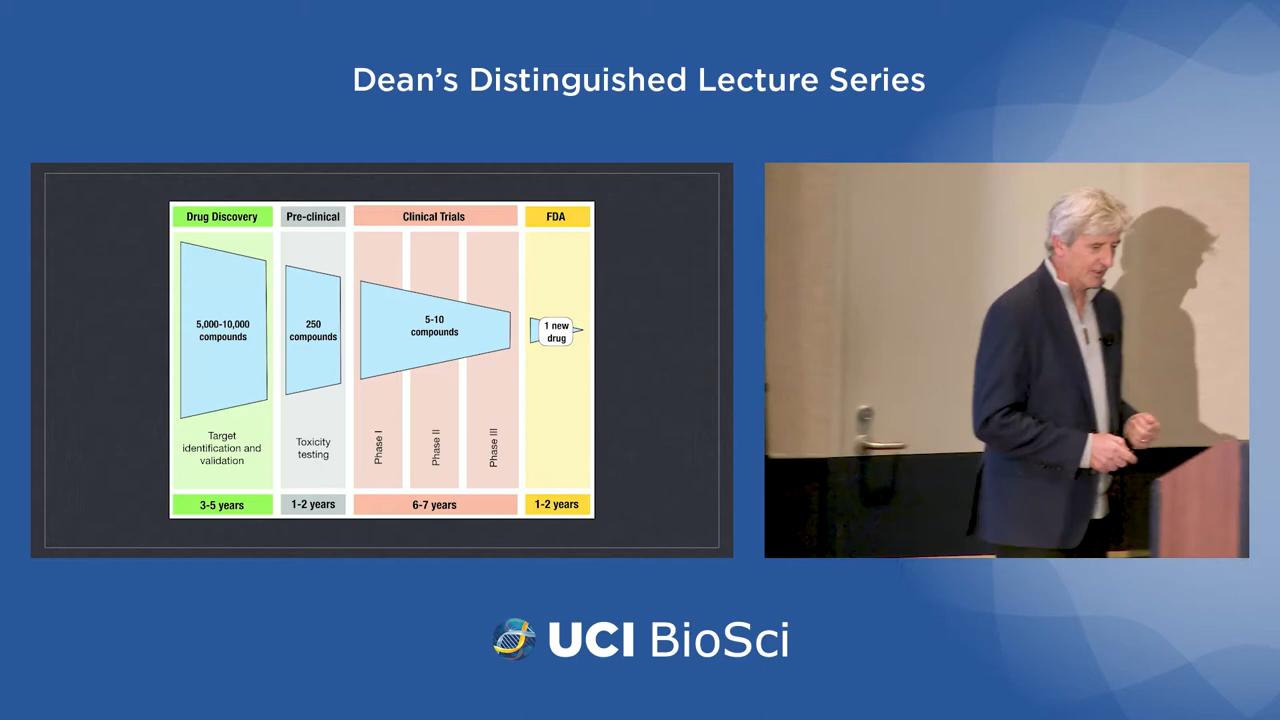 Dean's Distinguished Lecture Series
Drug Discovery
Pre-clinical
Clinical Trials
FDA
5,000-10,000
compounds
250
compounds
5-10
compounds
1 new
drug
Target
identification and
validation
Toxicity
testing
Phase I
Phase II
Phase III
3-5 years
1-2 years
6-7 years
1-2 years
UCI BioSci